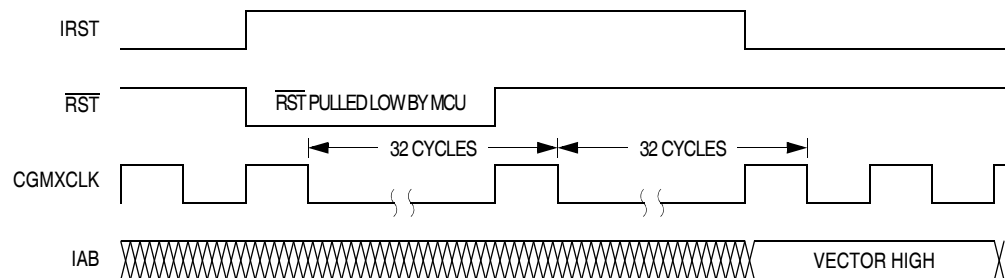 IRST
RST
RST PULLED LOW BY MCU
32 CYCLES
32 CYCLES
CGMXCLK
IAB
VECTOR HIGH